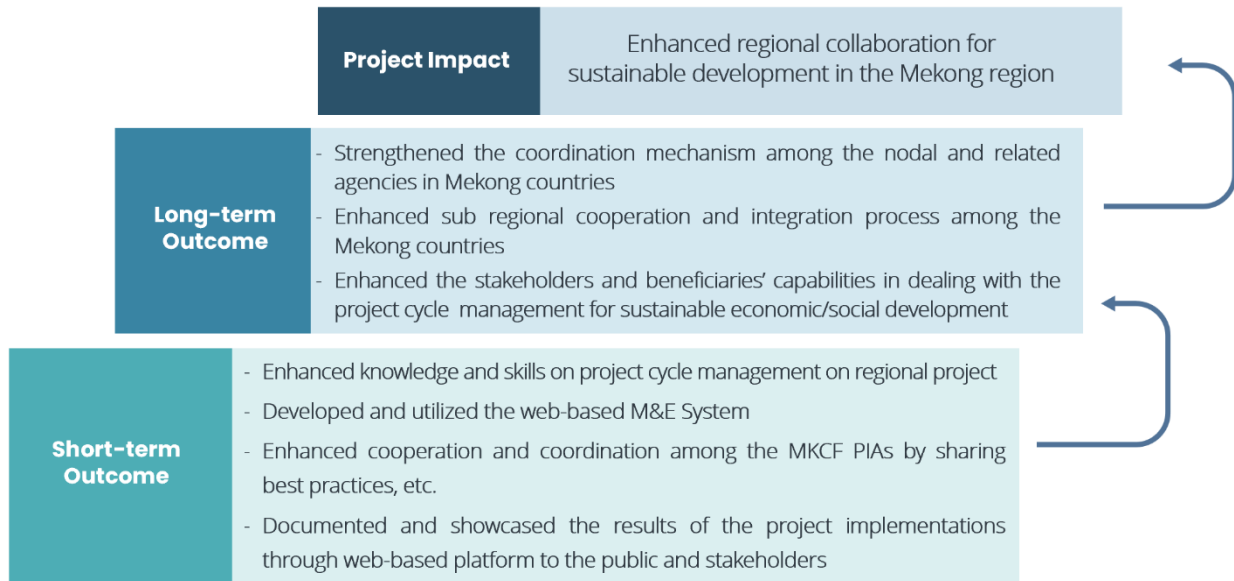 Project Impact
Enhanced regional collaboration for
sustainable development in the Mekong region
Long-term
Outcome
- Strengthened the coordination mechanism among the nodal and related
agencies in Mekong countries
- Enhanced sub regional cooperation and integration process among the
Mekong countries
- Enhanced the stakeholders and beneficiaries’ capabilities in dealing with the
project cycle management for sustainable economic/social development
Short-term
Outcome
- Enhanced knowledge and skills on project cycle management on regional project
- Developed and utilized the web-based M&E System
- Enhanced cooperation and coordination among the MKCF PIAs by sharing
best practices, etc.
- Documented and showcased the results of the project implementations
through web-based platform to the public and stakeholders